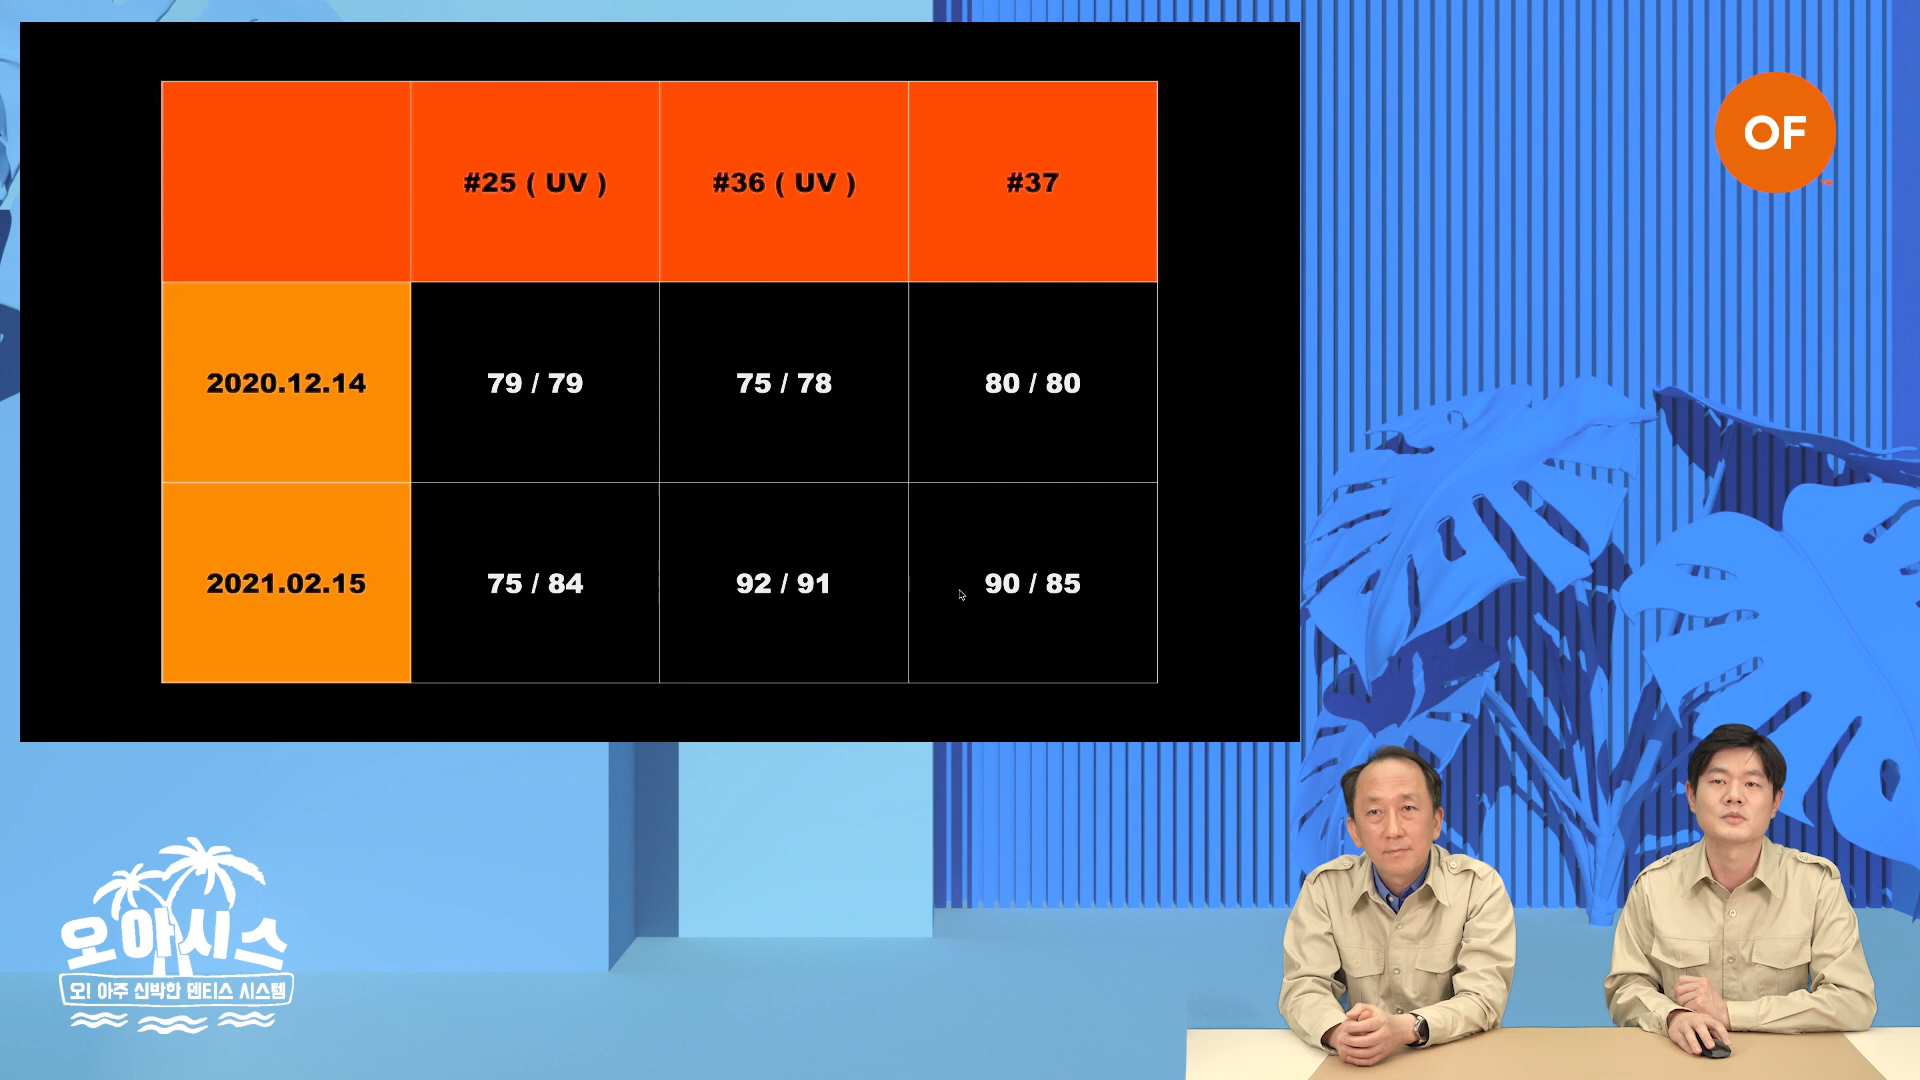 #25 ( UV ) #36 ( UV ) #37
2020.12.14 79 / 79 75 / 78 80 / 80
2021.02.15 75 / 84 92 / 91 90 / 85
OF
오아시스
오! 아주 신박한 덴티스 시스템